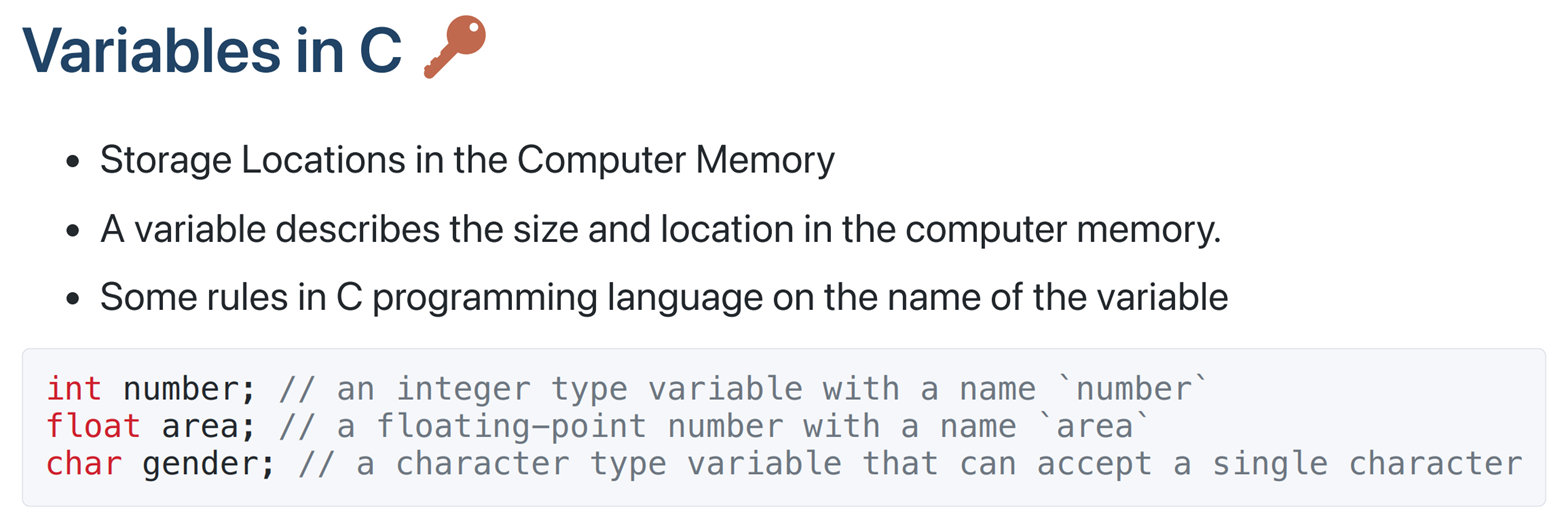 Variables in C
Storage Locations in the Computer Memory
A variable describes the size and location in the computer memory.
Some rules in C programming language on the name of the variable
int number; // an integer type variable with a name `number`
float area; // a floating-point number with a name `area`
char gender; // a character type variable that can accept a single character